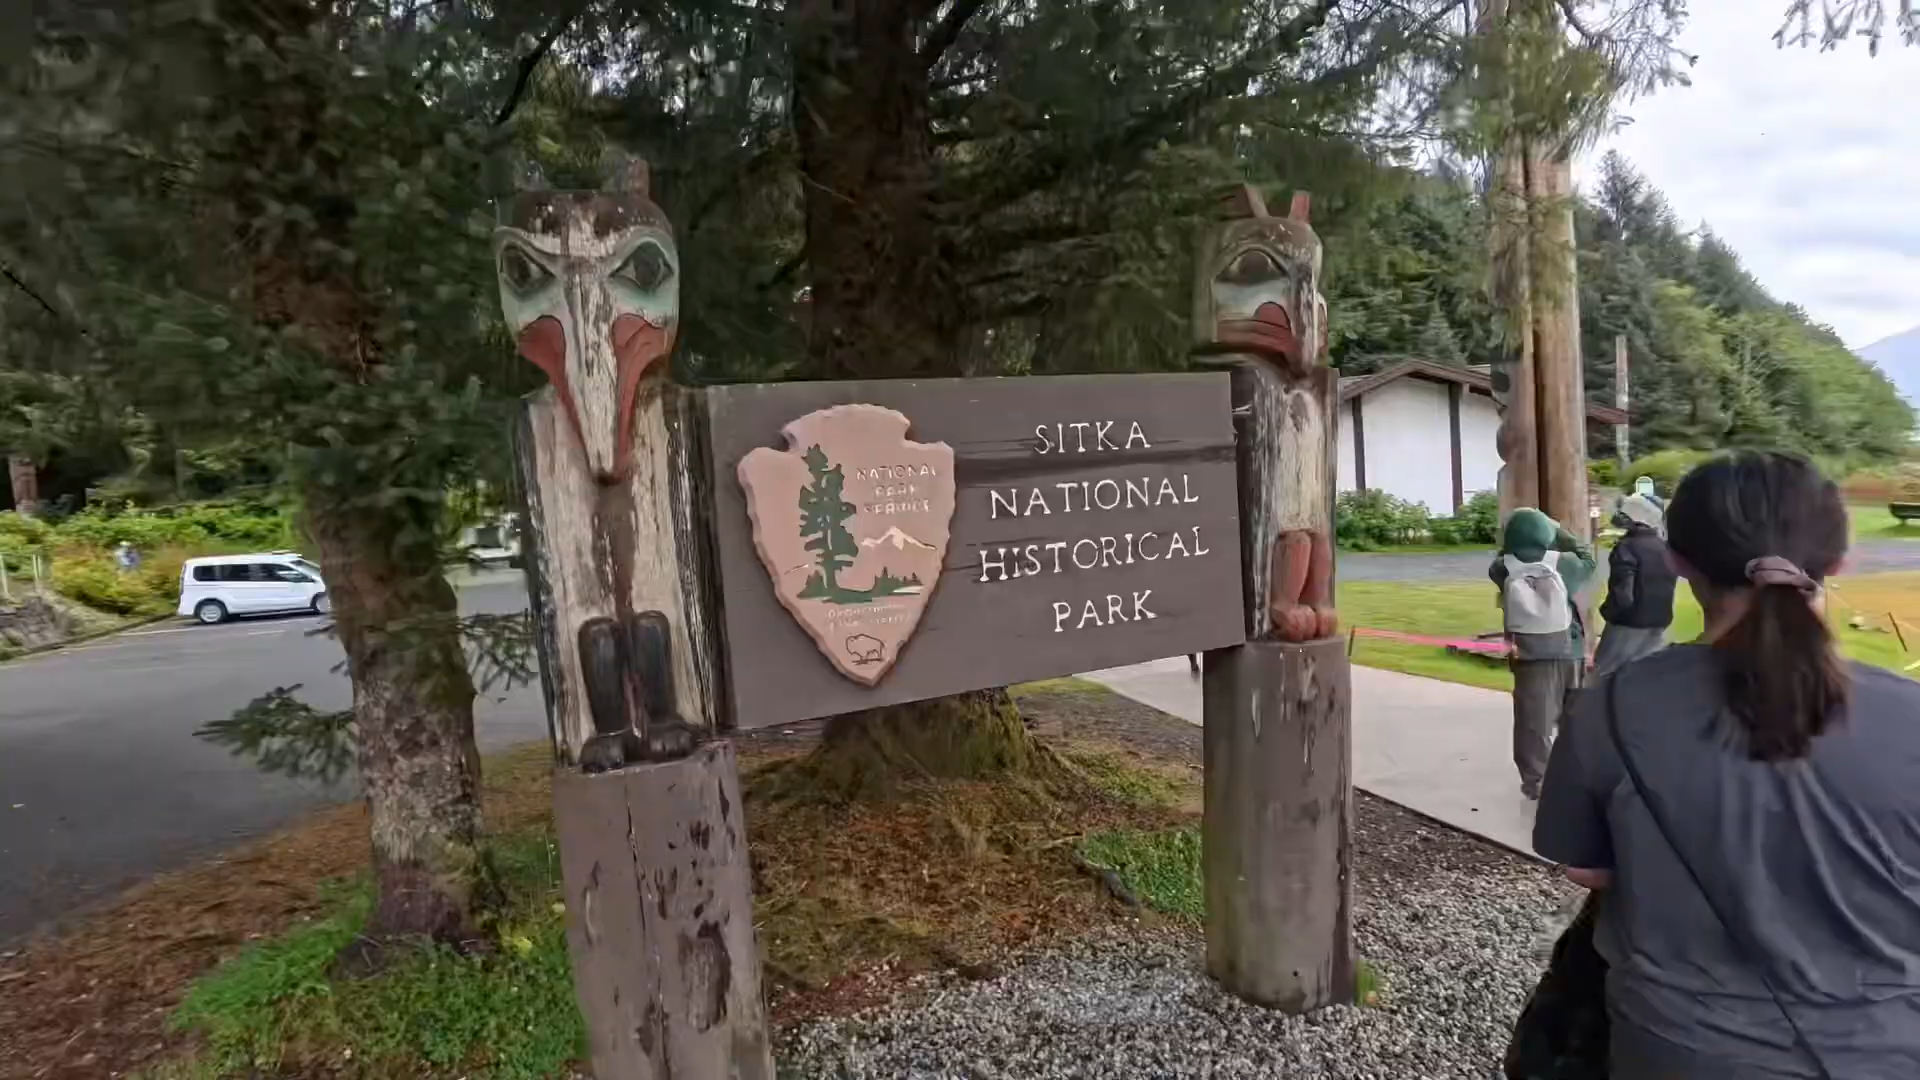 NATIONAL
PARK
SERVICE
SITKA
NATIONAL
HISTORICAL
PARK